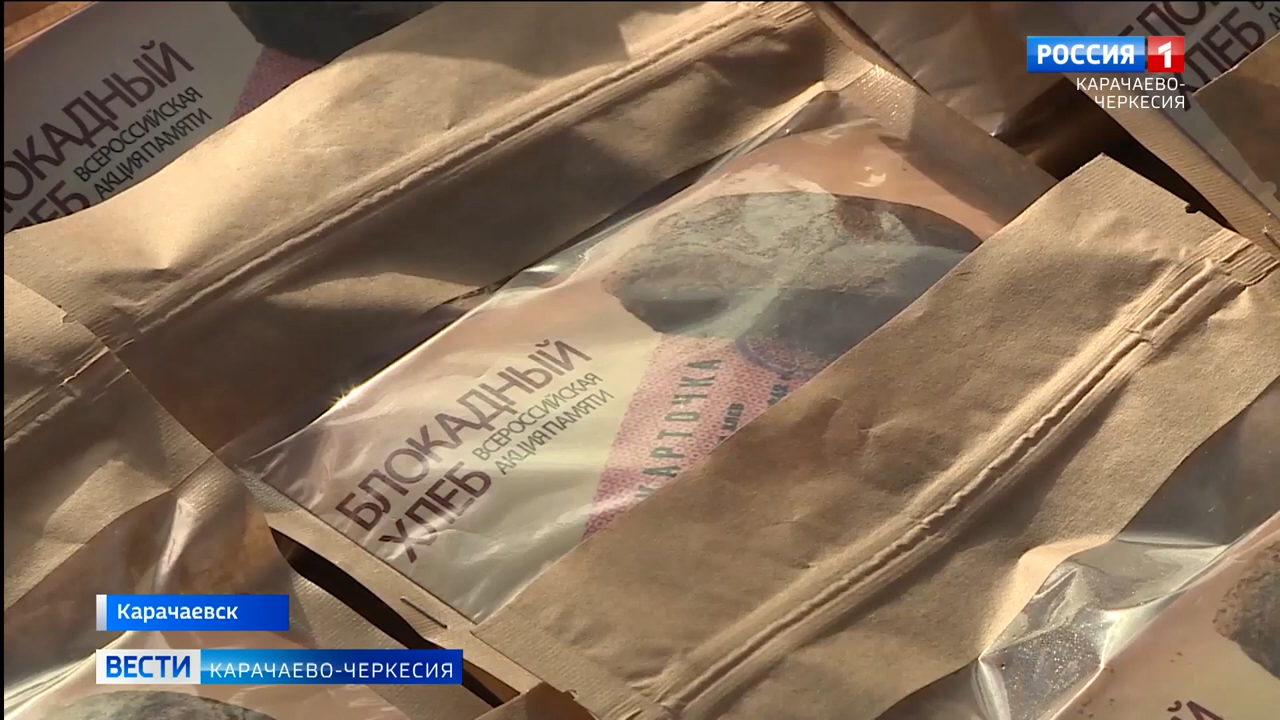 РОССИЯ 1
КАРАЧАЕВО-
ЧЕРКЕСИЯ
БЛОКАДНЫЙ
ХЛЕБ
ВСЕРОССИЙСКАЯ
АКЦИЯ ПАМЯТИ
БЛОКАДНЫЙ
ХЛЕБ
ВСЕРОССИЙСКАЯ
АКЦИЯ ПАМЯТИ
КАРТОЧКА
Карачаевск
ВЕСТИ КАРАЧАЕВО-ЧЕРКЕСИЯ